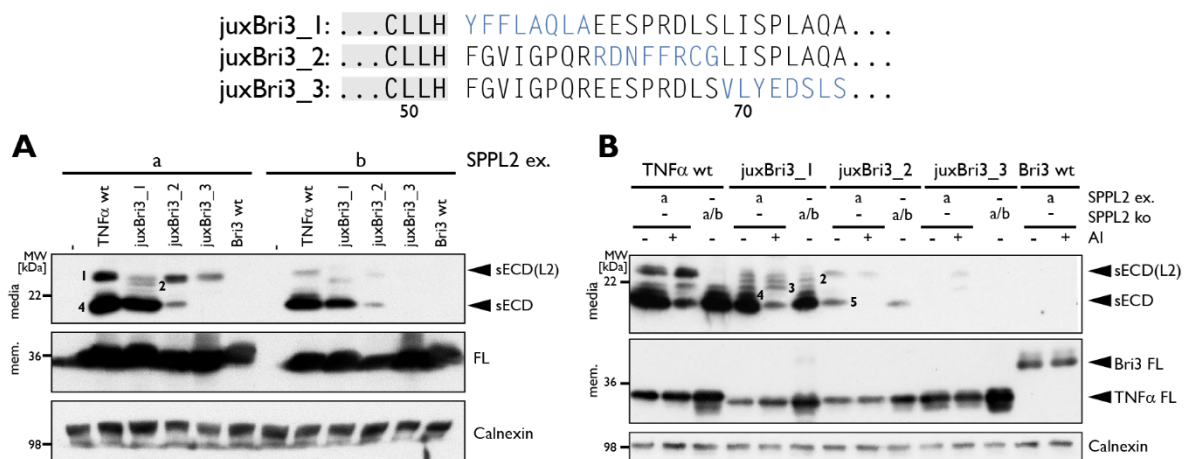 juxBri3_1: ...CLLH YFFLAQLAEESPRDLSLISPLAQA...
juxBri3_2: ...CLLH FGVIGPQRRDNFFRCGLISPLAQA...
juxBri3_3: ...CLLH FGVIGPQREESPRDLSVLYEDSLS...
50 70
A
a b SPPL2 ex.
- TNFα wt juxBri3_1 juxBri3_2 juxBri3_3 Bri3 wt - TNFα wt juxBri3_1 juxBri3_2 juxBri3_3 Bri3 wt
MW
[kDa]
1 2 sECD(L2)
media 22
4 sECD
mem. 36 FL
98 Calnexin
B
TNFα wt juxBri3_1 juxBri3_2 juxBri3_3 Bri3 wt
a - a - a - a - a SPPL2 ex.
- a/b - a/b - a/b - a/b - SPPL2 ko
- + - - + - - + - - + - - + AI
MW
[kDa]
2 sECD(L2)
media 22
3
4 5 sECD
Bri3 FL
mem. 36
TNFα FL
98 Calnexin